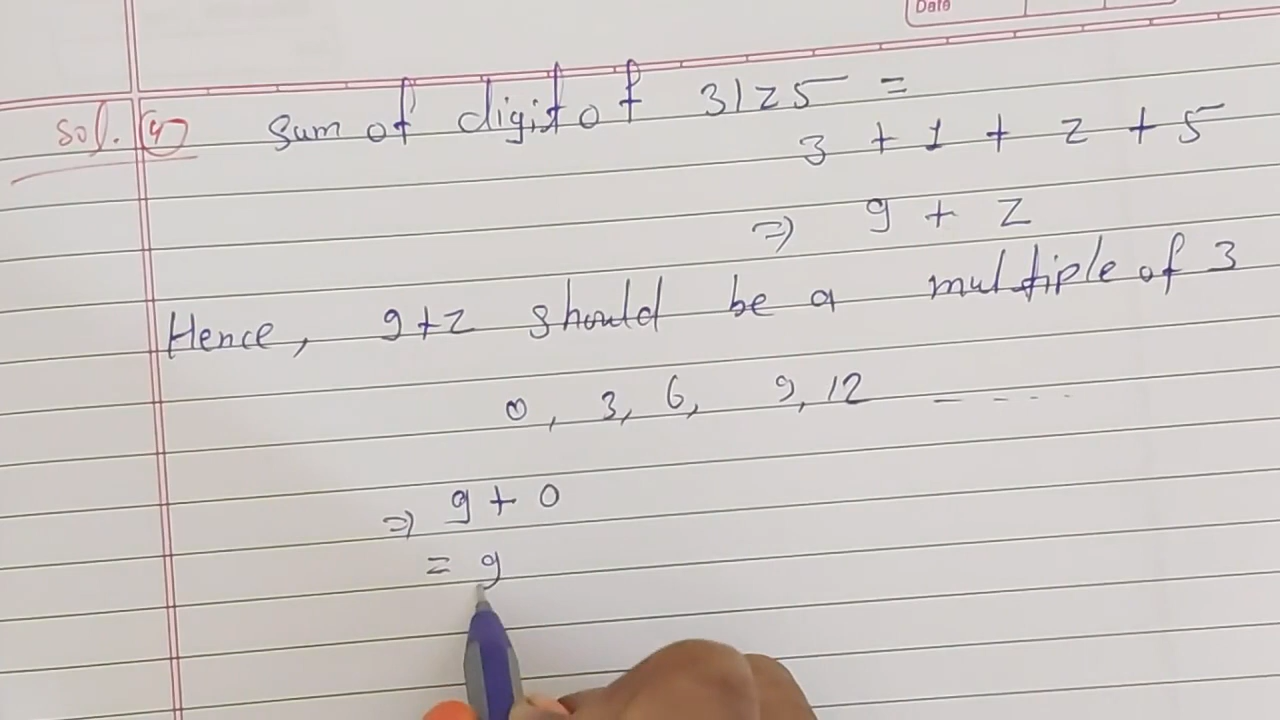 Date
Sol. (4) Sum of digit of 31z5 =
3 + 1 + z + 5
⇒ 9 + z
Hence, 9+z should be a multiple of 3
0, 3, 6, 9, 12 - - - -
⇒ 9 + 0
= 9